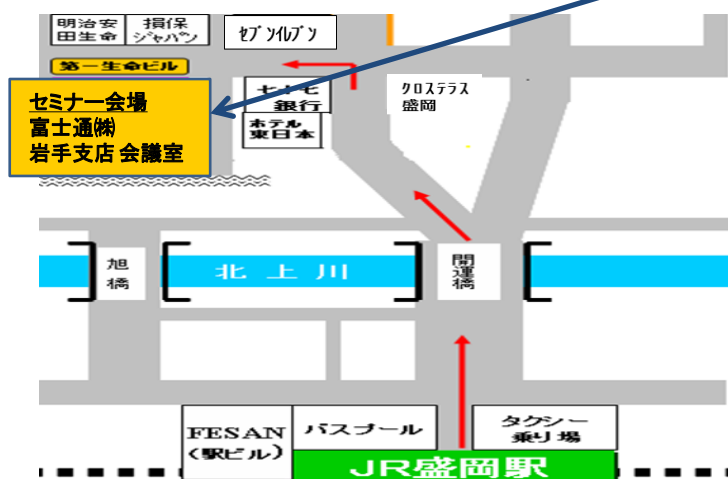 明治安
田生命
損保
ジャパン
セブンイレブン
第一生命ビル
七十七
銀行
クロステラス
盛岡
セミナー会場
富士通㈱
岩手支店 会議室
ホテル
東日本
旭
橋
北上川
開
運
橋
FESAN
(駅ビル)
バスプール
タクシー
乗り場
JR盛岡駅